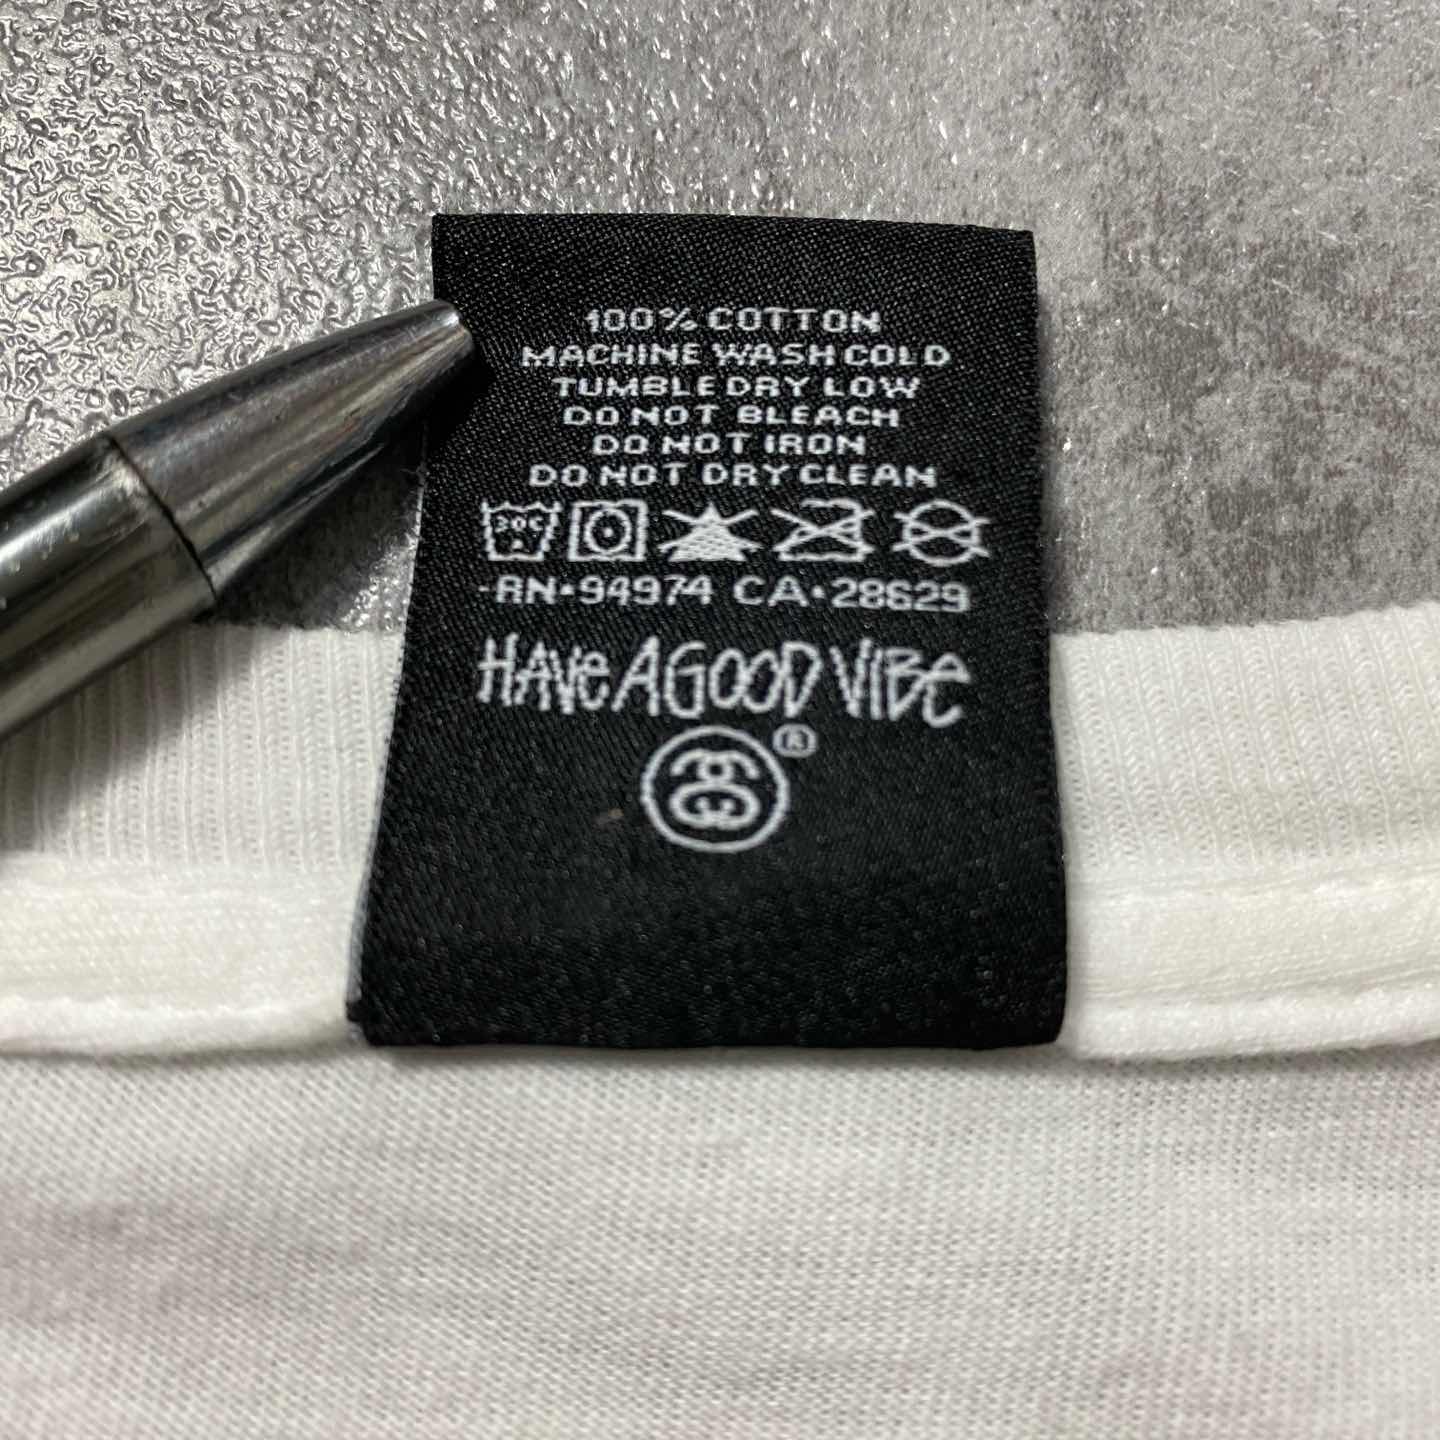 100% COTTON
MACHINE WASH COLD
TUMBLE DRY LOW
DO NOT BLEACH
DO NOT IRON
DO NOT DRY CLEAN
30C
-RN•94974 CA•28629
HAVE A GOOD VIBE
®